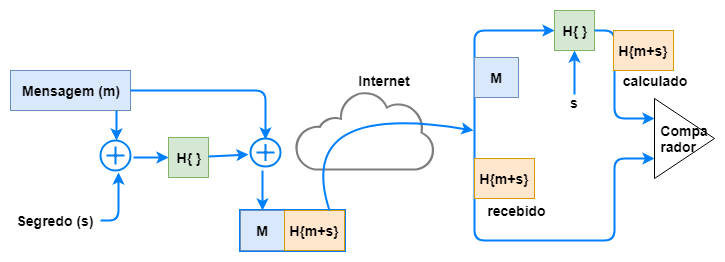 Mensagem (m)
H{ }
Segredo (s)
M
H{m+s}
Internet
M
H{m+s}
recebido
H{ }
s
H{m+s}
calculado
Compa
rador